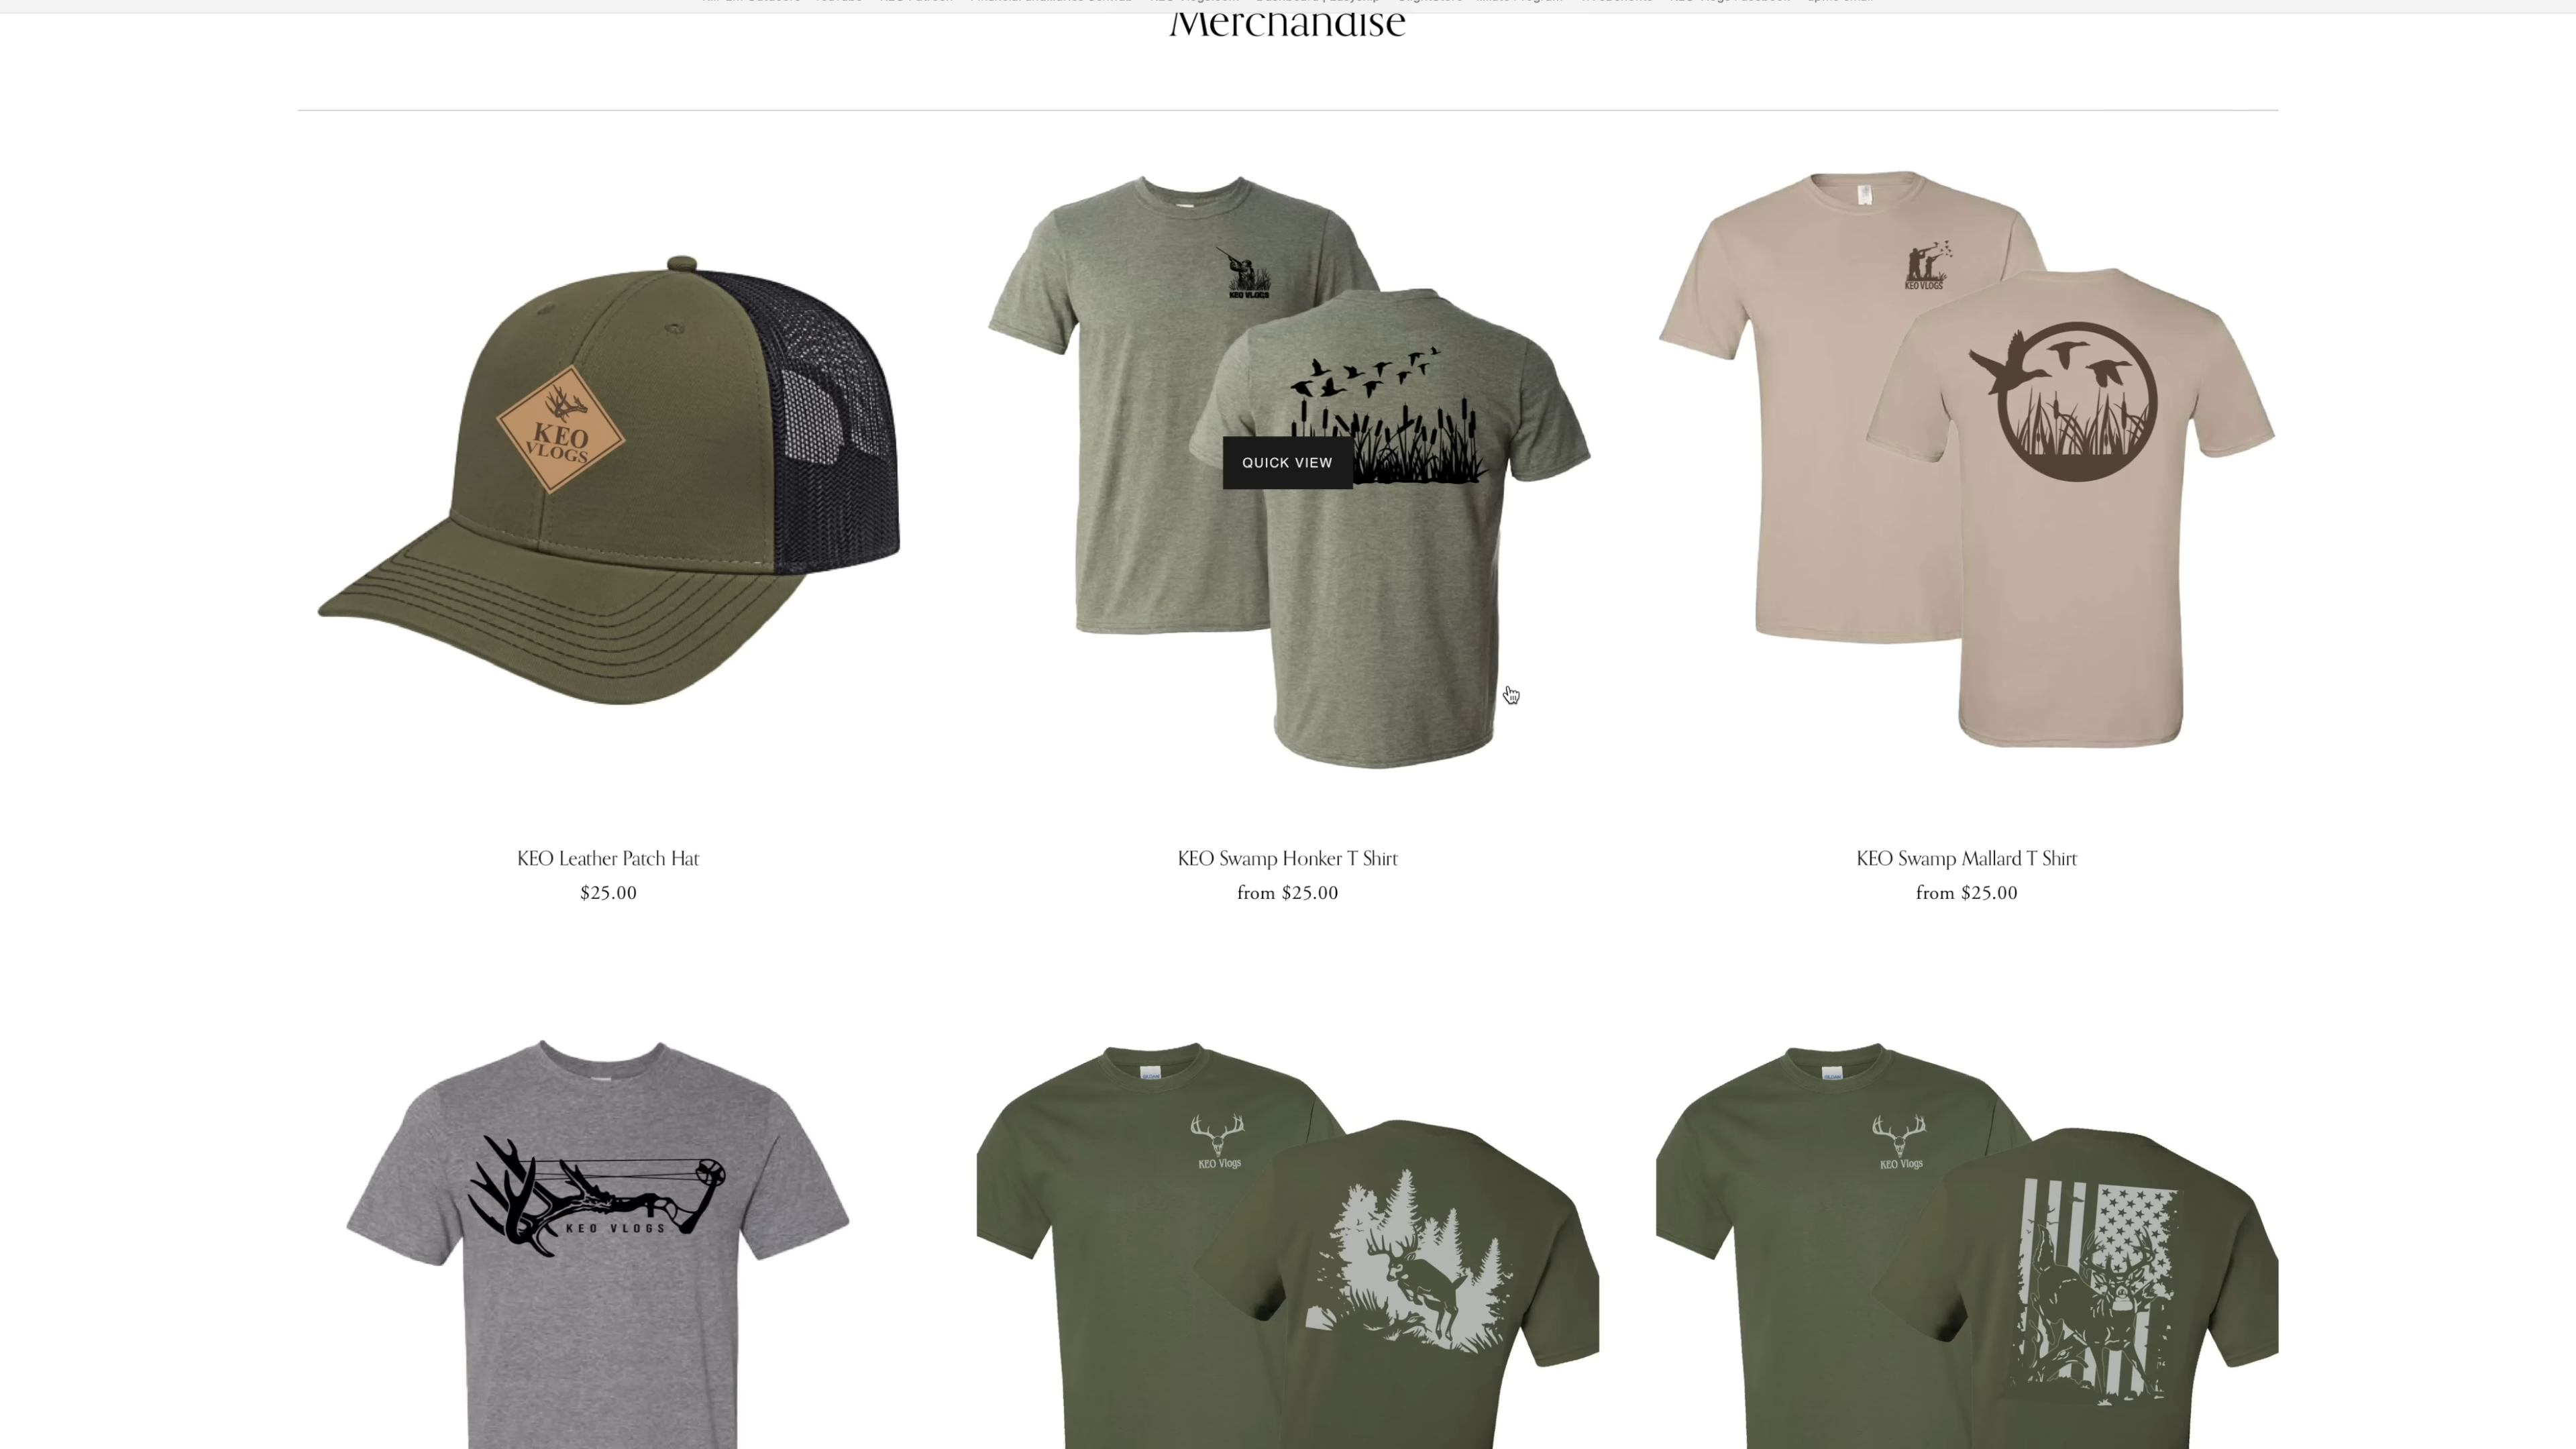 Merchandise
KEO
VLOGS
KEO VLOGS
KEO VLOGS
QUICK VIEW
KEO Leather Patch Hat
$25.00
KEO Swamp Honker T Shirt
from $25.00
KEO Swamp Mallard T Shirt
from $25.00
KEO VLOGS
KEO Vlogs
KEO Vlogs